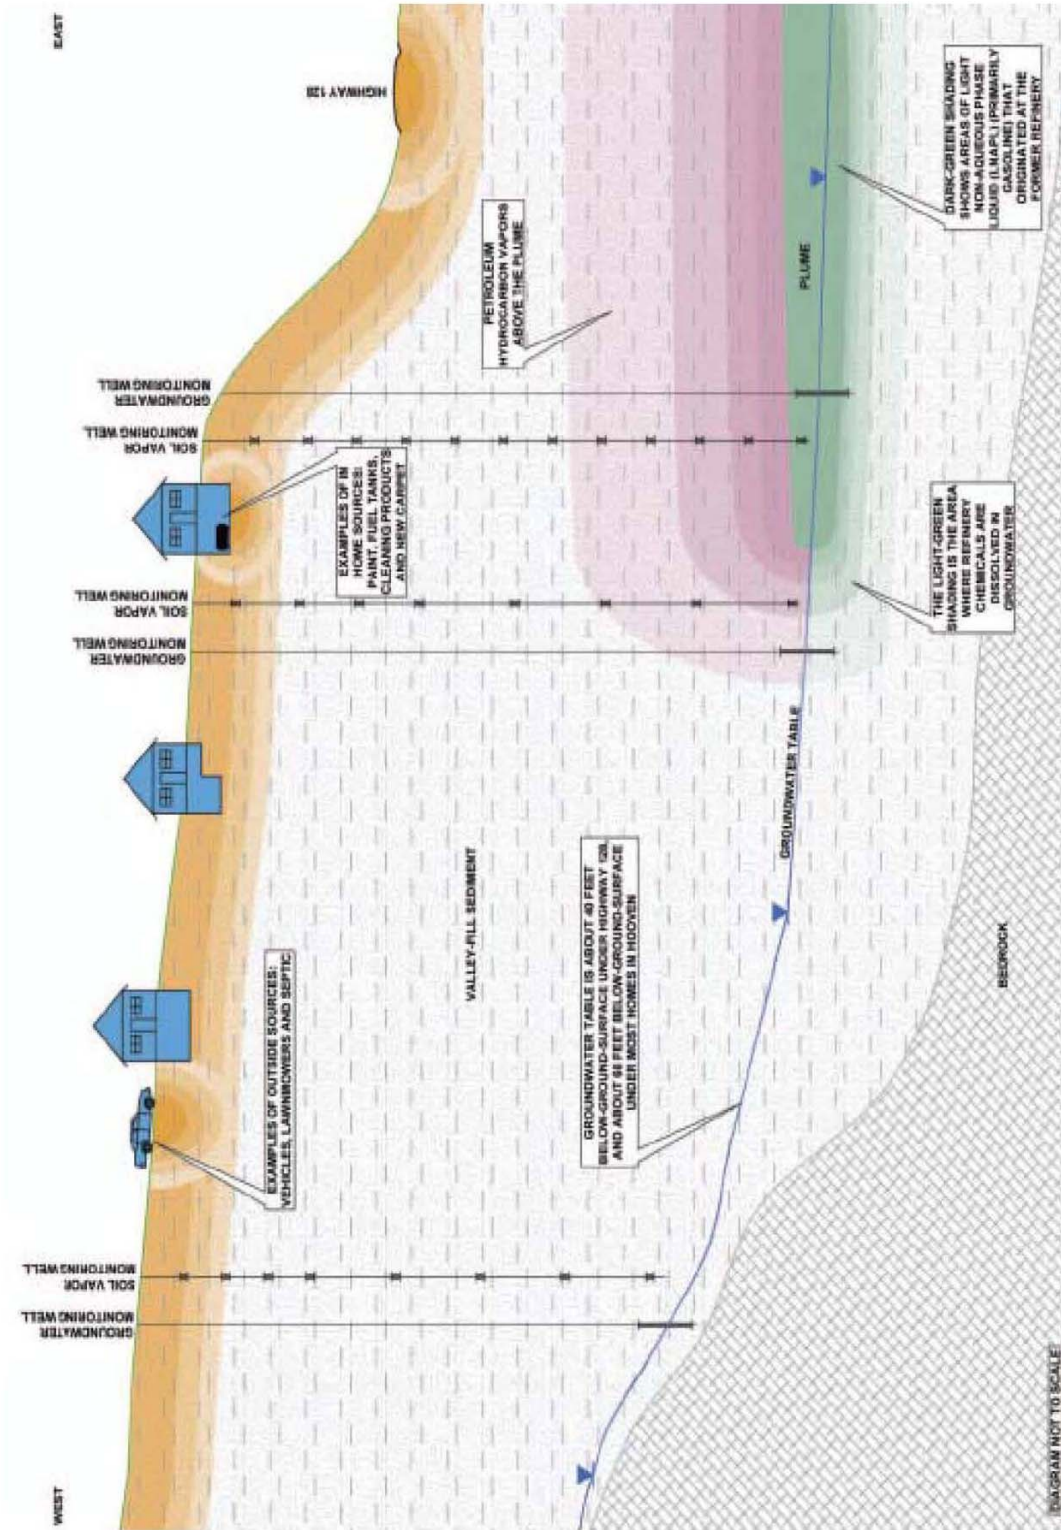 WEST
EAST
GROUNDWATER
MONITORING WELL
SOIL VAPOR
MONITORING WELL
GROUNDWATER
MONITORING WELL
SOIL VAPOR
MONITORING WELL
SOIL VAPOR
MONITORING WELL
GROUNDWATER
MONITORING WELL
HIGHWAY 128
EXAMPLES OF OUTSIDE SOURCES:
VEHICLES, LAWNMOWERS AND SEPTIC
EXAMPLES OF IN
HOME SOURCES:
PAINT, FUEL TANKS,
CLEANING PRODUCTS
AND NEW CARPET
PETROLEUM
HYDROCARBON VAPORS
ABOVE THE PLUME
VALLEY-FILL SEDIMENT
GROUNDWATER TABLE IS ABOUT 40 FEET
BELOW-GROUND-SURFACE UNDER HIGHWAY 128,
AND ABOUT FEET BELOW-GROUND-SURFACE
UNDER MOST HOMES IN HOOVEN
GROUNDWATER TABLE
PLUME
THE LIGHT-GREEN
SHADING IS THE AREA
WHERE REFINERY
CHEMICALS ARE
DISSOLVED IN
GROUNDWATER
DARK-GREEN SHADING
SHOWS AREAS OF LIGHT
NON-AQUEOUS PHASE
LIQUID (LNAPL) (PRIMARILY
GASOLINE) THAT
ORIGINATED AT THE
FORMER REFINERY
BEDROCK
DIAGRAM NOT TO SCALE